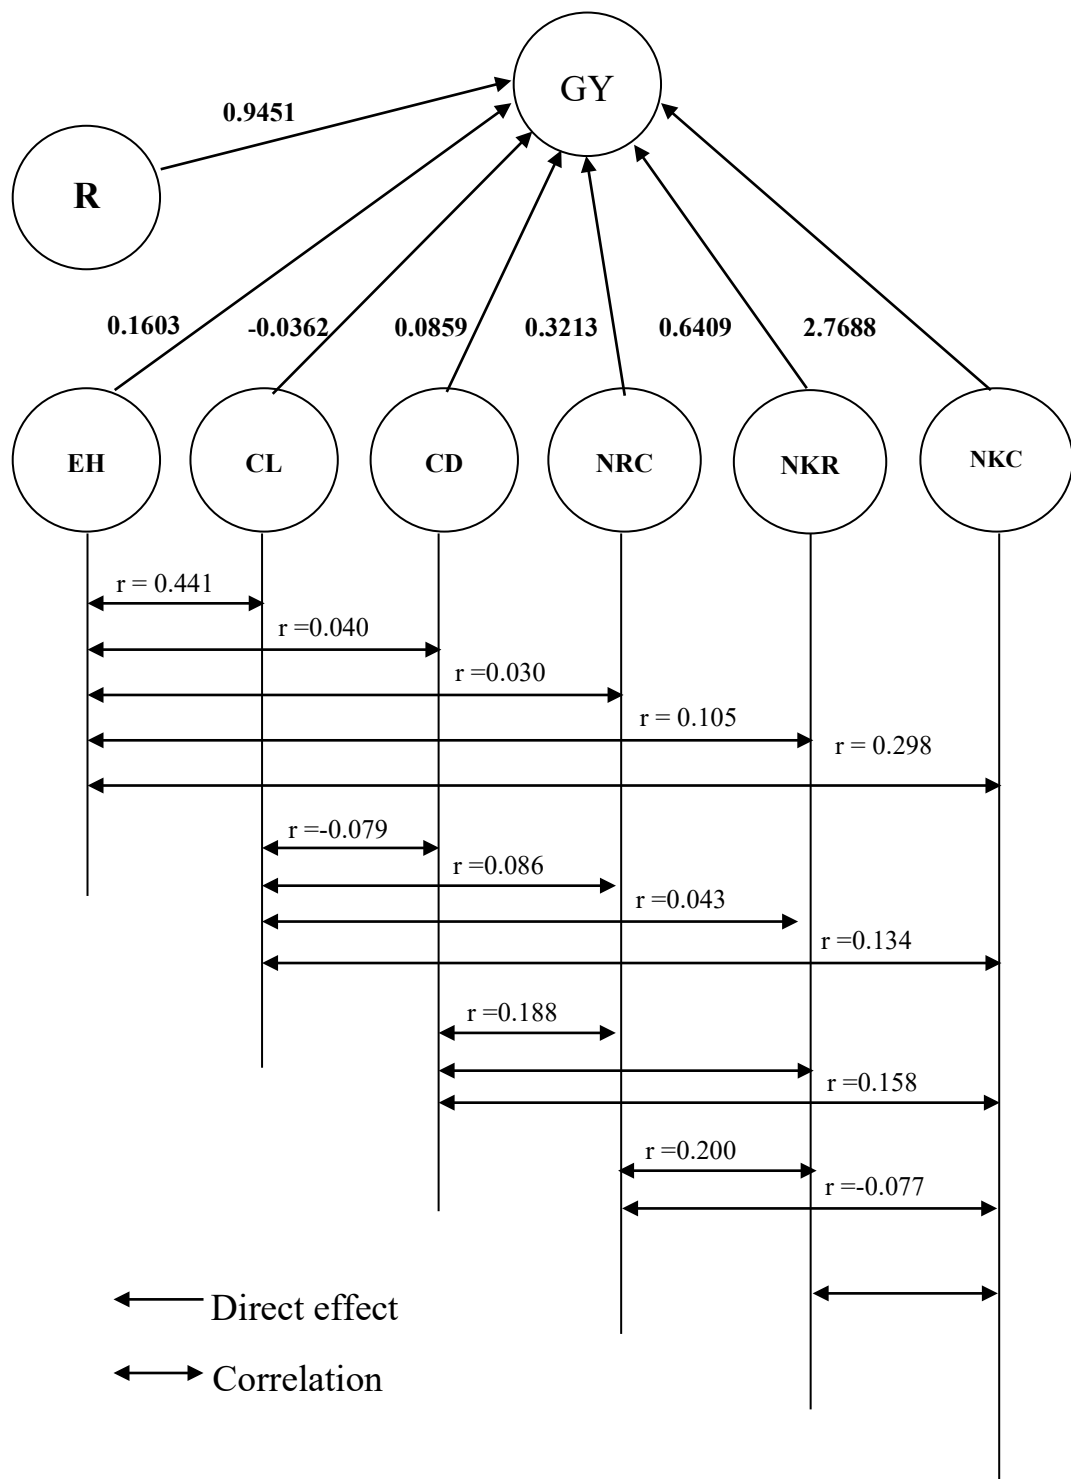 GY
0.9451
R
0.1603 -0.0362 0.0859 0.3213 0.6409 2.7688
EH CL CD NRC NKR NKC
r = 0.441
r =0.040
r =0.030
r = 0.105
r = 0.298
r =-0.079
r =0.086
r =0.043
r =0.134
r =0.188
r =0.158
r =0.200
r =-0.077
Direct effect
Correlation